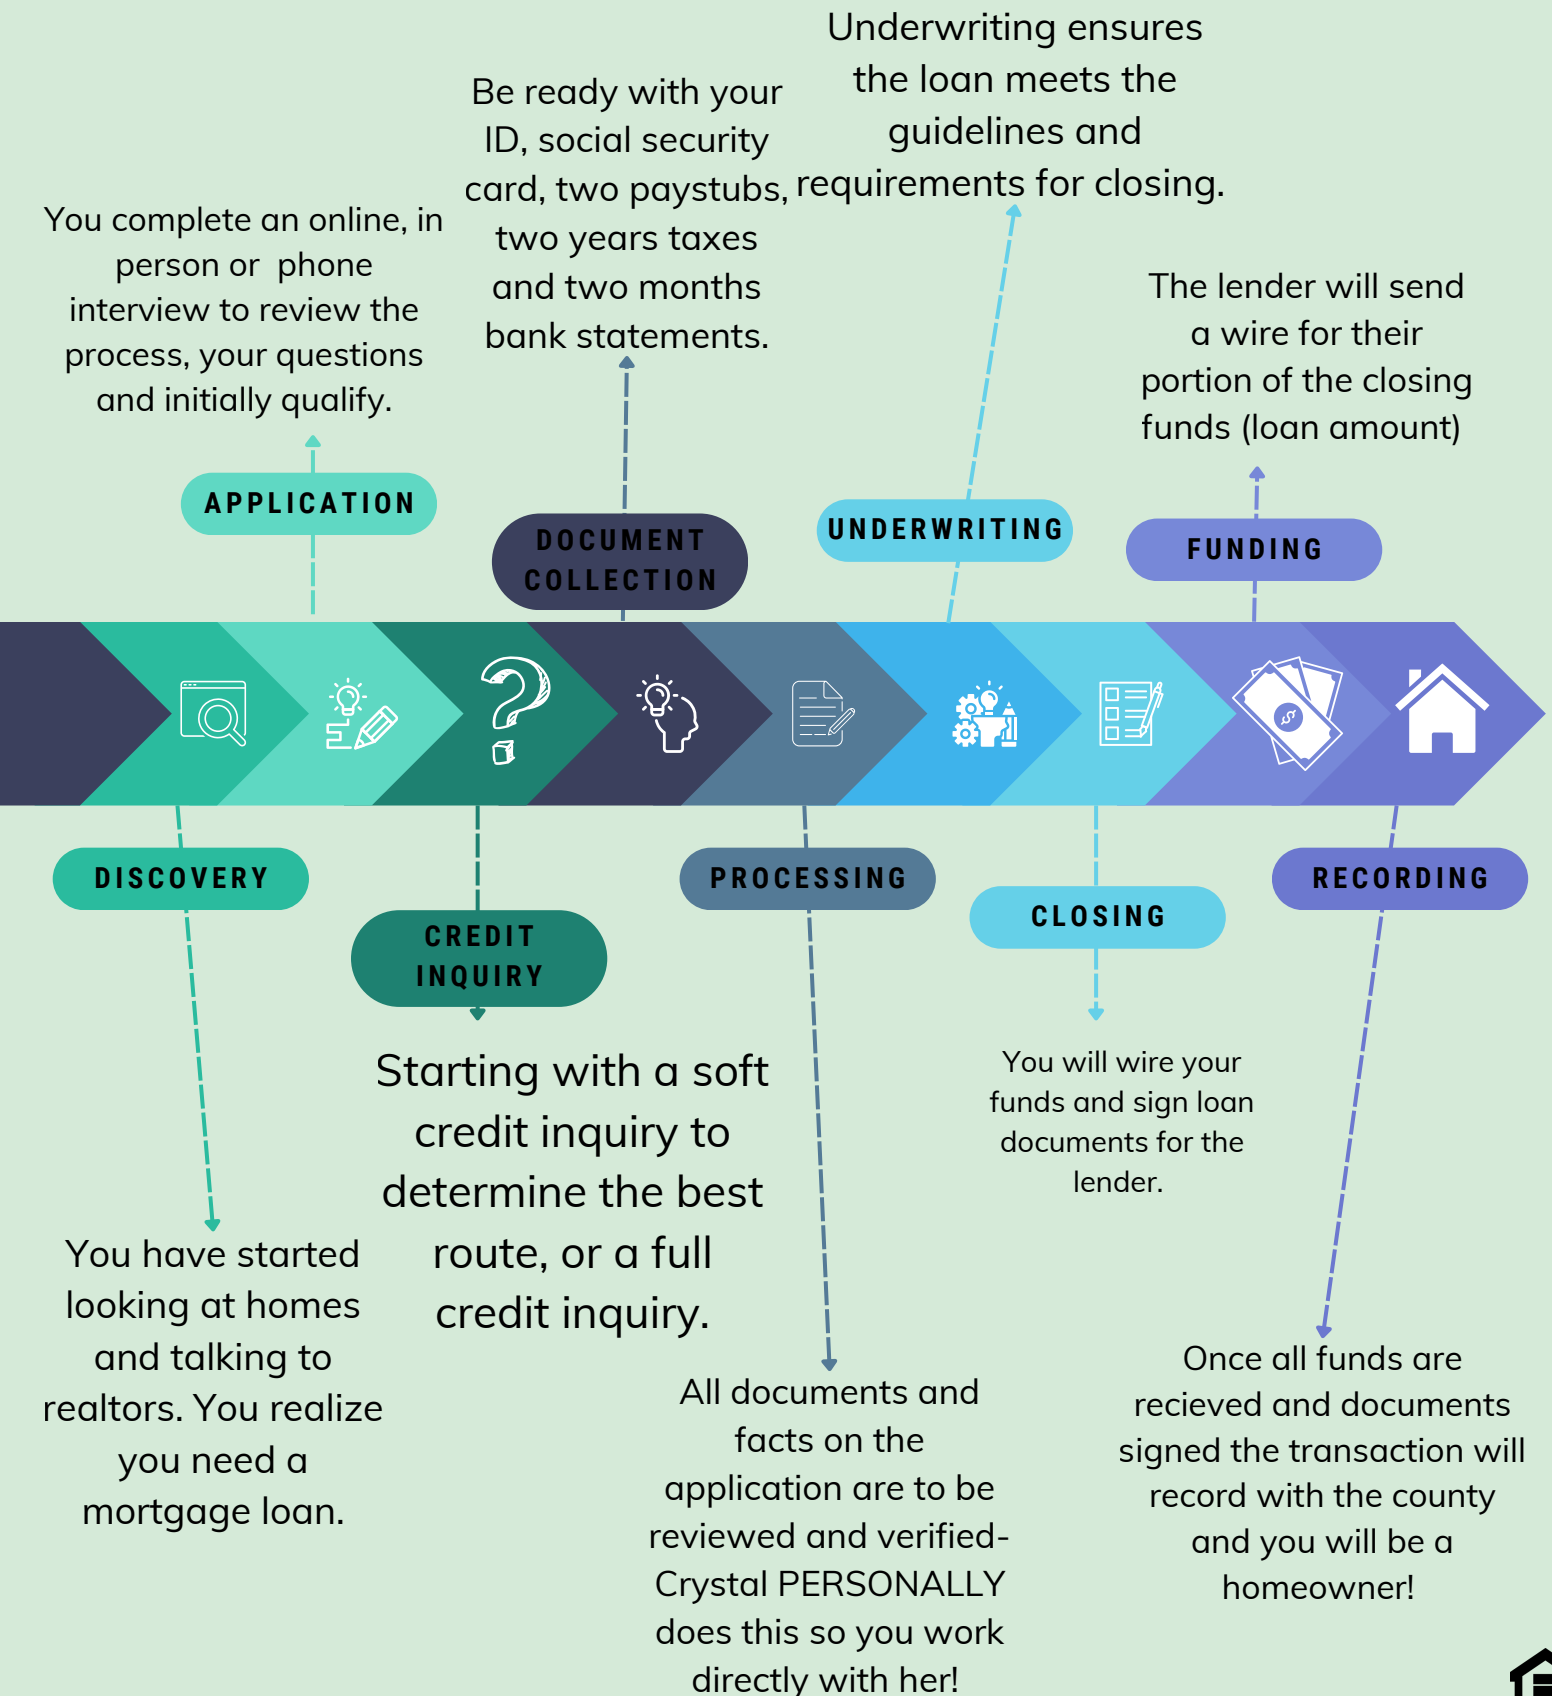 Underwriting ensures
the loan meets the
guidelines and
requirements for closing.
Be ready with your
ID, social security
card, two paystubs,
two years taxes
and two months
bank statements.
You complete an online, in
person or  phone
interview to review the
process, your questions
and initially qualify.
The lender will send
a wire for their
portion of the closing
funds (loan amount)
APPLICATION
DOCUMENT
COLLECTION
UNDERWRITING
FUNDING
DISCOVERY
CREDIT
INQUIRY
PROCESSING
CLOSING
RECORDING
You have started
looking at homes
and talking to
realtors. You realize
you need a
mortgage loan.
Starting with a soft
credit inquiry to
determine the best
route, or a full
credit inquiry.
All documents and
facts on the
application are to be
reviewed and verified-
Crystal PERSONALLY
does this so you work
directly with her!
You will wire your
funds and sign loan
documents for the
lender.
Once all funds are
recieved and documents
signed the transaction will
record with the county
and you will be a
homeowner!